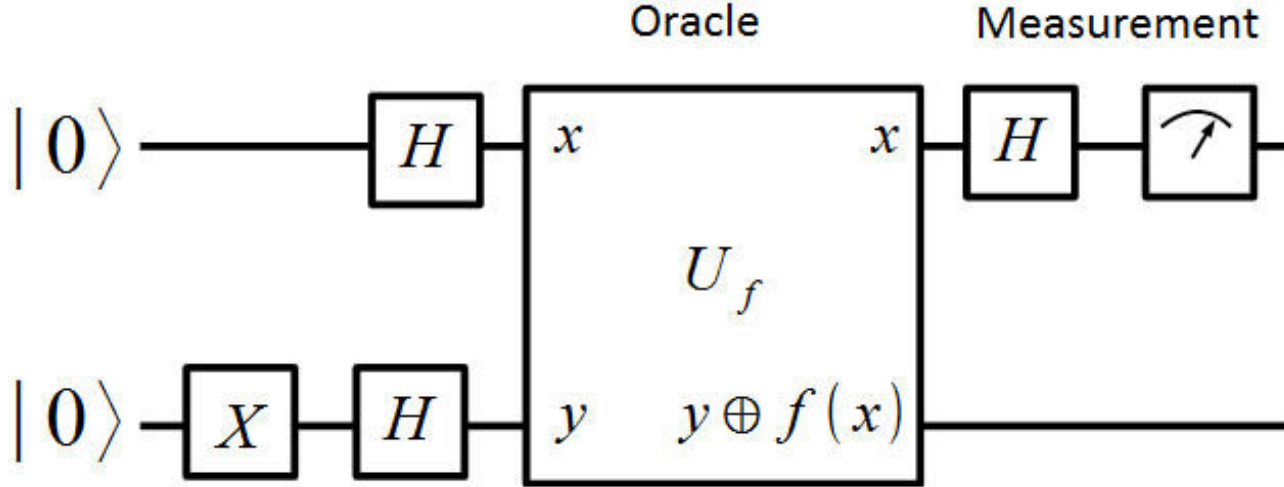 Oracle Measurement
| 0⟩ H x x H
U_f
| 0⟩ X H y y ⊕ f(x)